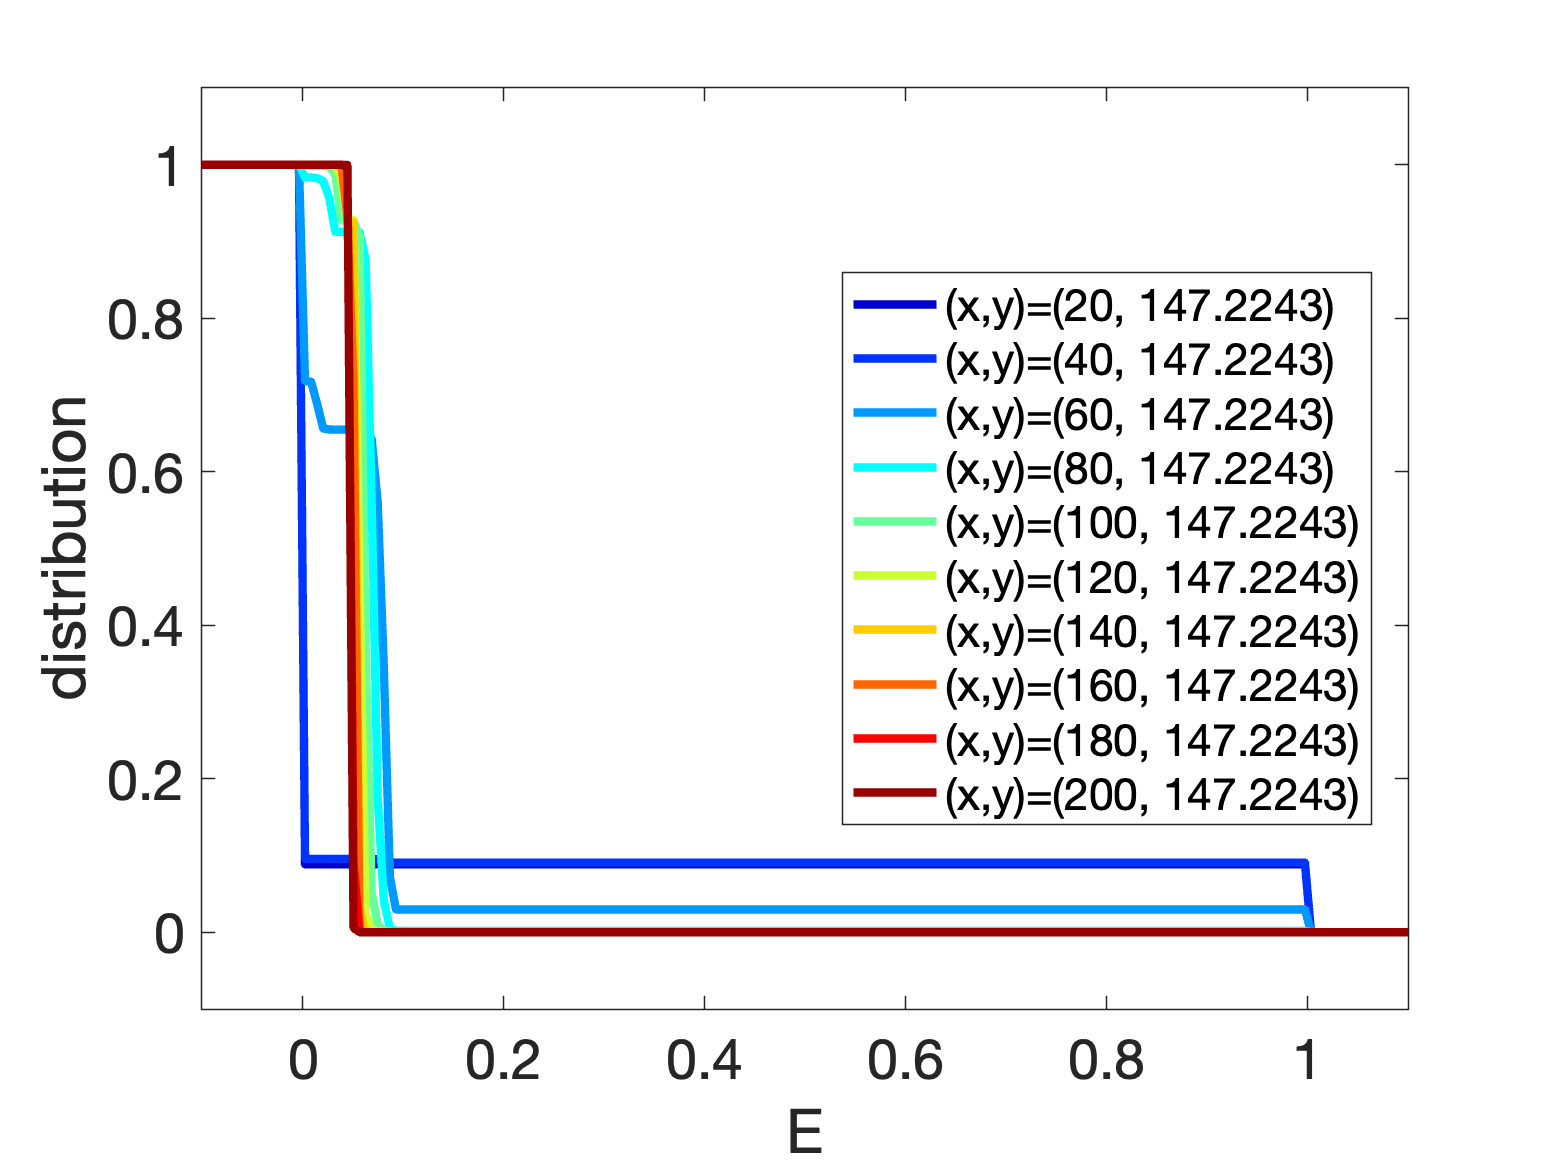 1
0.8
0.6
0.4
0.2
0
distribution
(x,y)=(20, 147.2243)
(x,y)=(40, 147.2243)
(x,y)=(60, 147.2243)
(x,y)=(80, 147.2243)
(x,y)=(100, 147.2243)
(x,y)=(120, 147.2243)
(x,y)=(140, 147.2243)
(x,y)=(160, 147.2243)
(x,y)=(180, 147.2243)
(x,y)=(200, 147.2243)
0 0.2 0.4 0.6 0.8 1
E